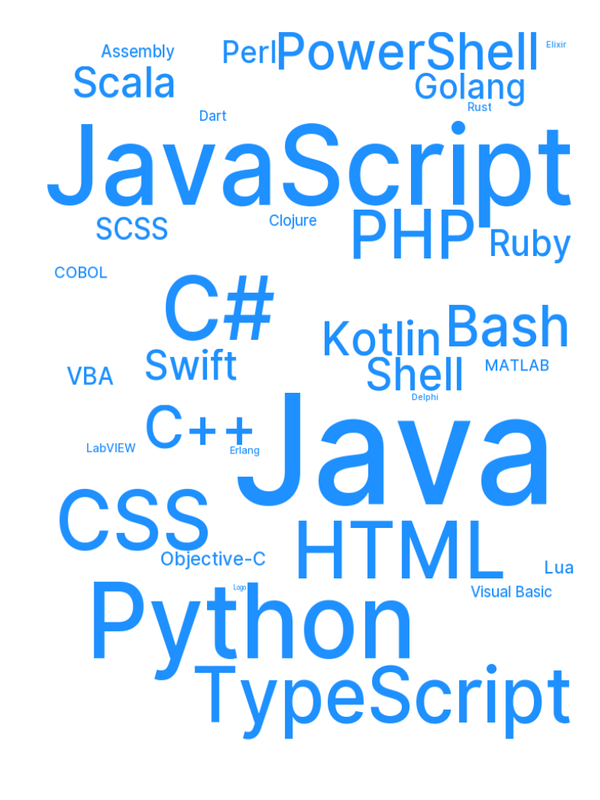 Assembly
Perl
PowerShell
Elixir
Scala
Golang
Rust
Dart
JavaScript
SCSS
Clojure
PHP
Ruby
COBOL
C#
Kotlin
Bash
VBA
Swift
Shell
MATLAB
Delphi
C++
Java
LabVIEW
Erlang
CSS
HTML
Objective-C
Lua
Logo
Visual Basic
Python
TypeScript